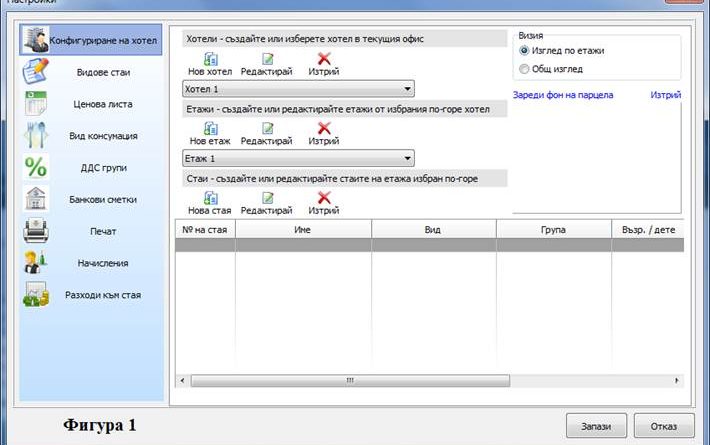 Настройки
Конфигуриране на хотел
Видове стаи
Ценова листа
Вид консумация
ДДС групи
Банкови сметки
Печат
Начисления
Разходи към стая
Хотели - създайте или изберете хотел в текущия офис
Нов хотел Редактирай Изтрий
Хотел 1
Етажи - създайте или редактирайте етажи от избрания по-горе хотел
Нов етаж Редактирай Изтрий
Етаж 1
Стаи - създайте или редактирайте стаите на етажа избран по-горе
Нова стая Редактирай Изтрий
Визия
Изглед по етажи
Общ изглед
Зареди фон на парцела Изтрий
№ на стая Име Вид Група Възр. / дете
Фигура 1
Запази Отказ